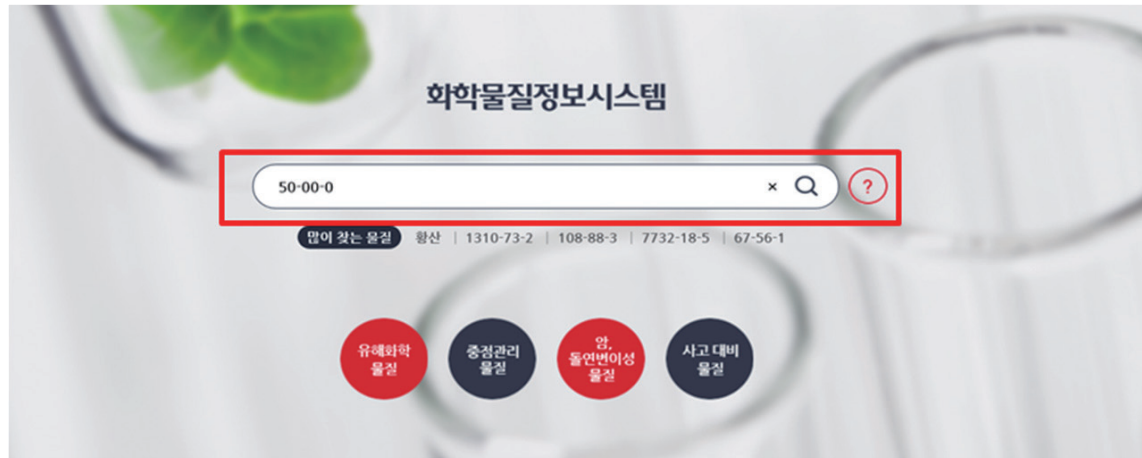 화학물질정보시스템
50-00-0 × ?
많이 찾는 물질 황산 | 1310-73-2 | 108-88-3 | 7732-18-5 | 67-56-1
유해화학
물질
중점관리
물질
암,
돌연변이성
물질
사고 대비
물질